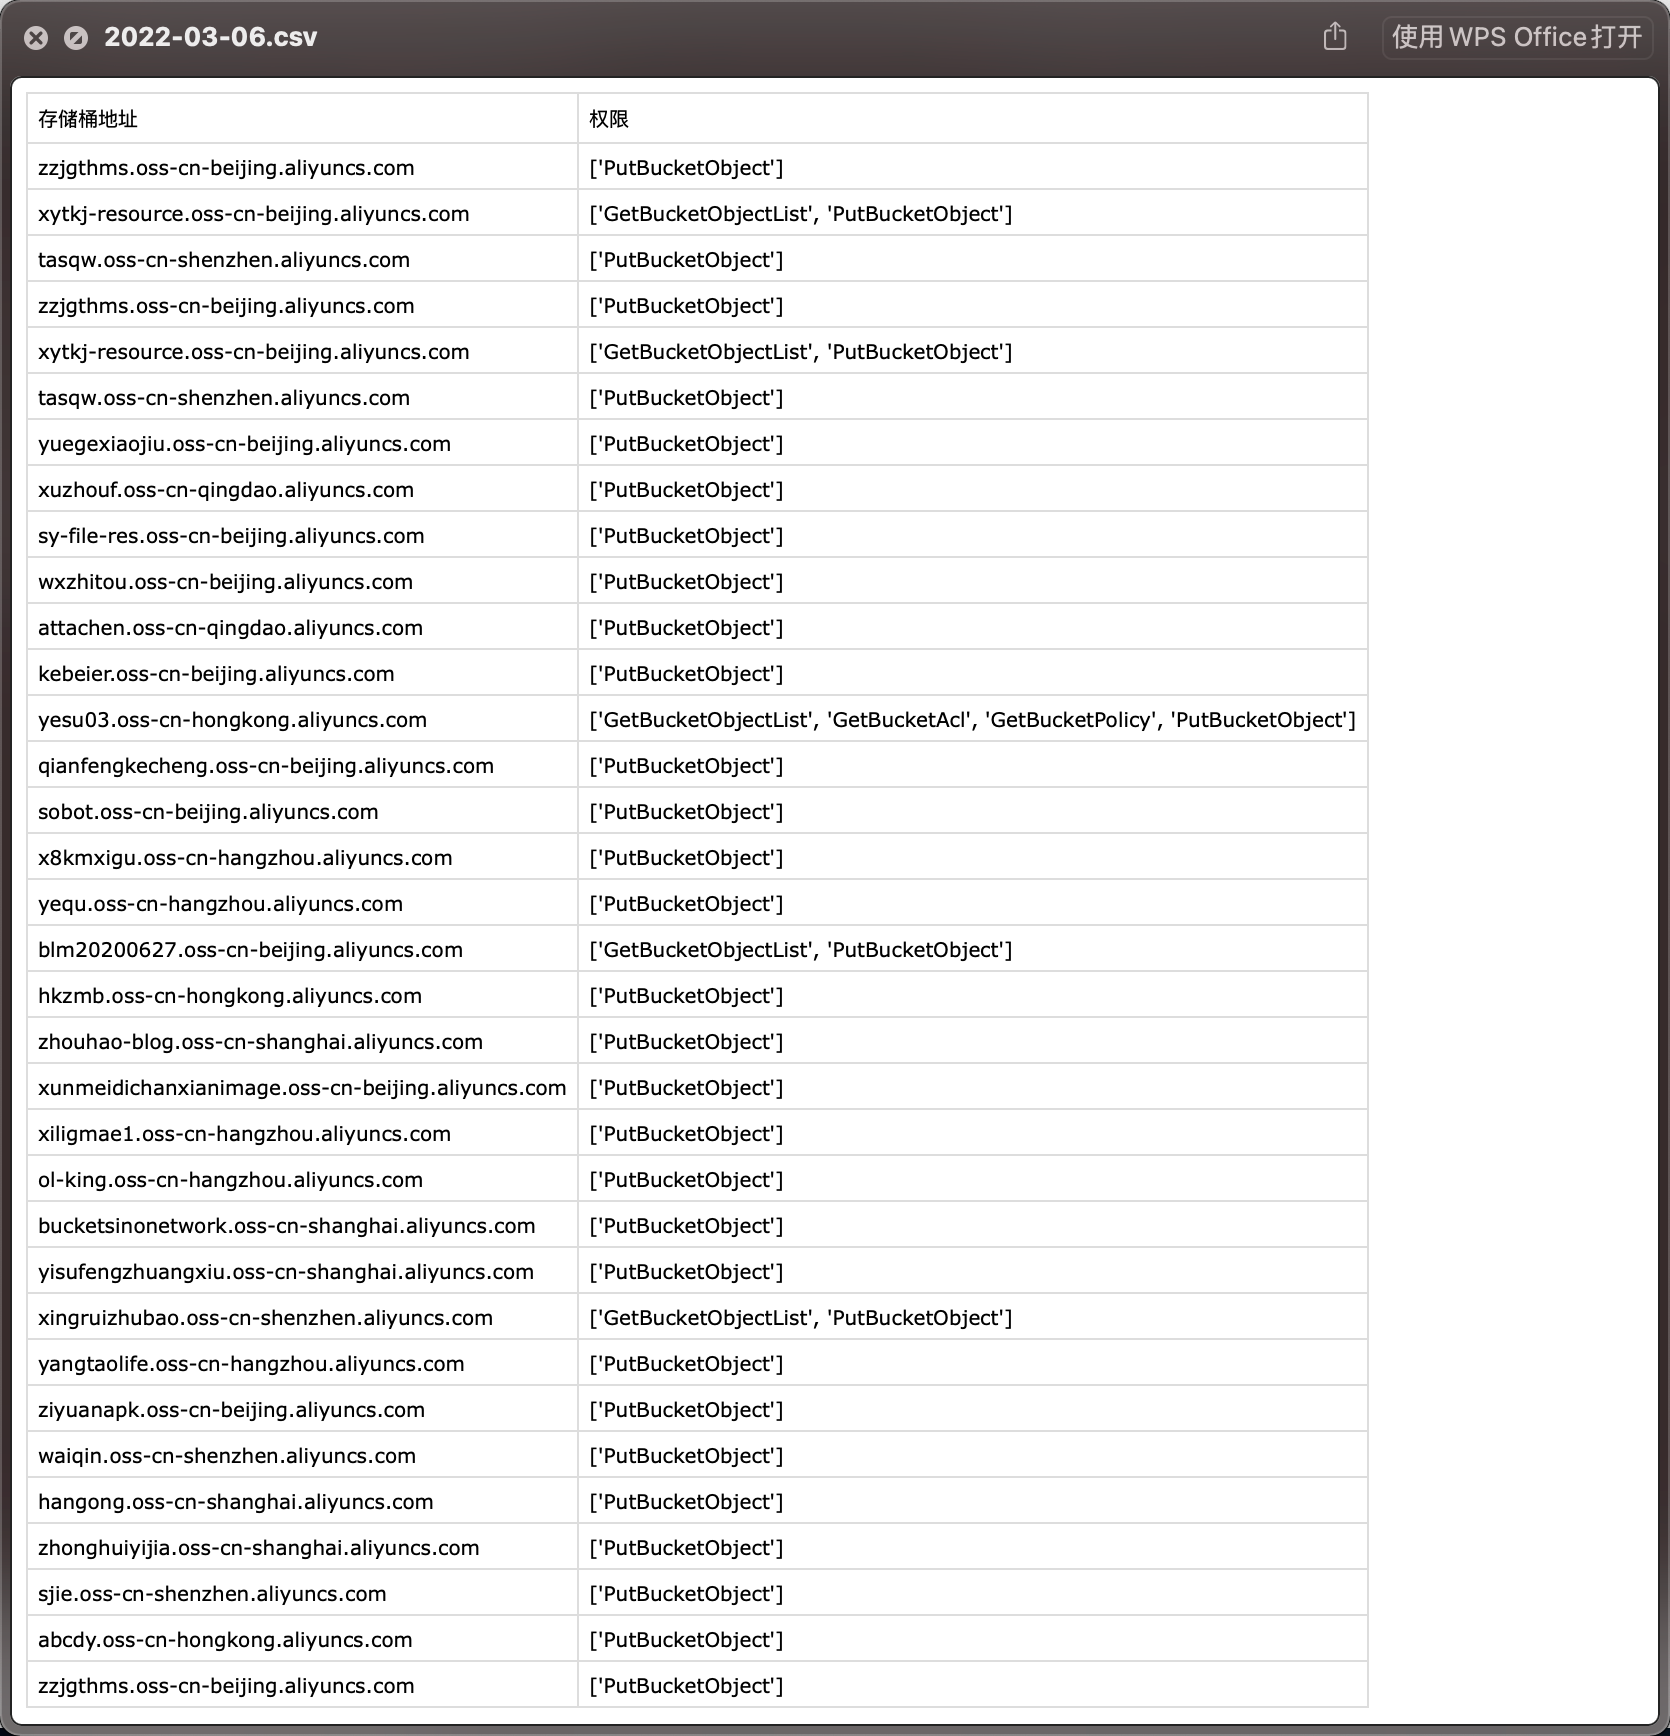 2022-03-06.csv
使用 WPS Office 打开
存储桶地址 权限
zzjgthms.oss-cn-beijing.aliyuncs.com ['PutBucketObject']
xytkj-resource.oss-cn-beijing.aliyuncs.com ['GetBucketObjectList', 'PutBucketObject']
tasqw.oss-cn-shenzhen.aliyuncs.com ['PutBucketObject']
zzjgthms.oss-cn-beijing.aliyuncs.com ['PutBucketObject']
xytkj-resource.oss-cn-beijing.aliyuncs.com ['GetBucketObjectList', 'PutBucketObject']
tasqw.oss-cn-shenzhen.aliyuncs.com ['PutBucketObject']
yuegexiaojiu.oss-cn-beijing.aliyuncs.com ['PutBucketObject']
xuzhouf.oss-cn-qingdao.aliyuncs.com ['PutBucketObject']
sy-file-res.oss-cn-beijing.aliyuncs.com ['PutBucketObject']
wxzhitou.oss-cn-beijing.aliyuncs.com ['PutBucketObject']
attachen.oss-cn-qingdao.aliyuncs.com ['PutBucketObject']
kebeier.oss-cn-beijing.aliyuncs.com ['PutBucketObject']
yesu03.oss-cn-hongkong.aliyuncs.com ['GetBucketObjectList', 'GetBucketAcl', 'GetBucketPolicy', 'PutBucketObject']
qianfengkecheng.oss-cn-beijing.aliyuncs.com ['PutBucketObject']
sobot.oss-cn-beijing.aliyuncs.com ['PutBucketObject']
x8kmxigu.oss-cn-hangzhou.aliyuncs.com ['PutBucketObject']
yequ.oss-cn-hangzhou.aliyuncs.com ['PutBucketObject']
blm20200627.oss-cn-beijing.aliyuncs.com ['GetBucketObjectList', 'PutBucketObject']
hkzmb.oss-cn-hongkong.aliyuncs.com ['PutBucketObject']
zhouhao-blog.oss-cn-shanghai.aliyuncs.com ['PutBucketObject']
xunmeidichanxianimage.oss-cn-beijing.aliyuncs.com ['PutBucketObject']
xiligmae1.oss-cn-hangzhou.aliyuncs.com ['PutBucketObject']
ol-king.oss-cn-hangzhou.aliyuncs.com ['PutBucketObject']
bucketsinonetwork.oss-cn-shanghai.aliyuncs.com ['PutBucketObject']
yisufengzhuangxiu.oss-cn-shanghai.aliyuncs.com ['PutBucketObject']
xingruizhubao.oss-cn-shenzhen.aliyuncs.com ['GetBucketObjectList', 'PutBucketObject']
yangtaolife.oss-cn-hangzhou.aliyuncs.com ['PutBucketObject']
ziyuanapk.oss-cn-beijing.aliyuncs.com ['PutBucketObject']
waiqin.oss-cn-shenzhen.aliyuncs.com ['PutBucketObject']
hangong.oss-cn-shanghai.aliyuncs.com ['PutBucketObject']
zhonghuiyijia.oss-cn-shanghai.aliyuncs.com ['PutBucketObject']
sjie.oss-cn-shenzhen.aliyuncs.com ['PutBucketObject']
abcdy.oss-cn-hongkong.aliyuncs.com ['PutBucketObject']
zzjgthms.oss-cn-beijing.aliyuncs.com ['PutBucketObject']